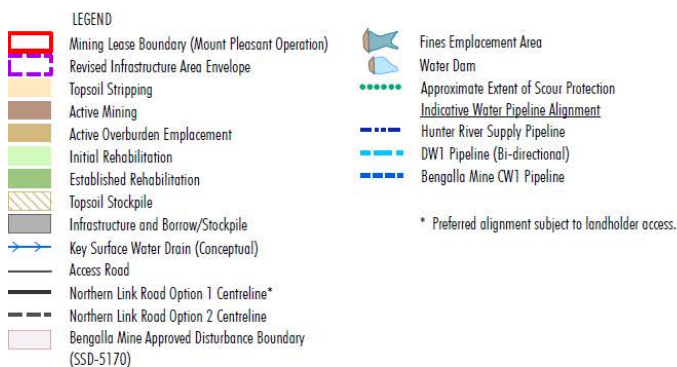 LEGEND
Mining Lease Boundary (Mount Pleasant Operation)
Revised Infrastructure Area Envelope
Topsoil Stripping
Active Mining
Active Overburden Emplacement
Initial Rehabilitation
Established Rehabilitation
Topsoil Stockpile
Infrastructure and Borrow/Stockpile
Key Surface Water Drain (Conceptual)
Access Road
Northern Link Road Option 1 Centreline*
Northern Link Road Option 2 Centreline
Bengalla Mine Approved Disturbance Boundary
(SSD-5170)
Fines Emplacement Area
Water Dam
Approximate Extent of Scour Protection
Indicative Water Pipeline Alignment
Hunter River Supply Pipeline
DW1 Pipeline (Bi-directional)
Bengalla Mine CW1 Pipeline
* Preferred alignment subject to landholder access.